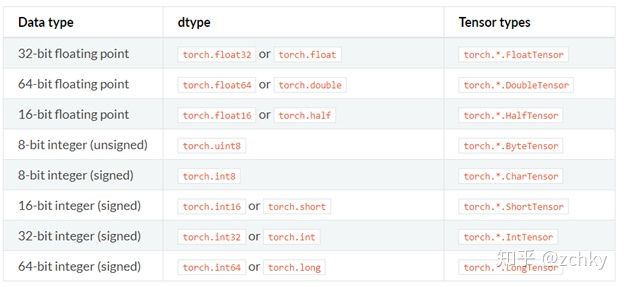 Data type dtype Tensor types
32-bit floating point torch.float32 or torch.float torch.*.FloatTensor
64-bit floating point torch.float64 or torch.double torch.*.DoubleTensor
16-bit floating point torch.float16 or torch.half torch.*.HalfTensor
8-bit integer (unsigned) torch.uint8 torch.*.ByteTensor
8-bit integer (signed) torch.int8 torch.*.CharTensor
16-bit integer (signed) torch.int16 or torch.short torch.*.ShortTensor
32-bit integer (signed) torch.int32 or torch.int torch.*.IntTensor
64-bit integer (signed) torch.int64 or torch.long torch.*.LongTensor
知乎 @zchky